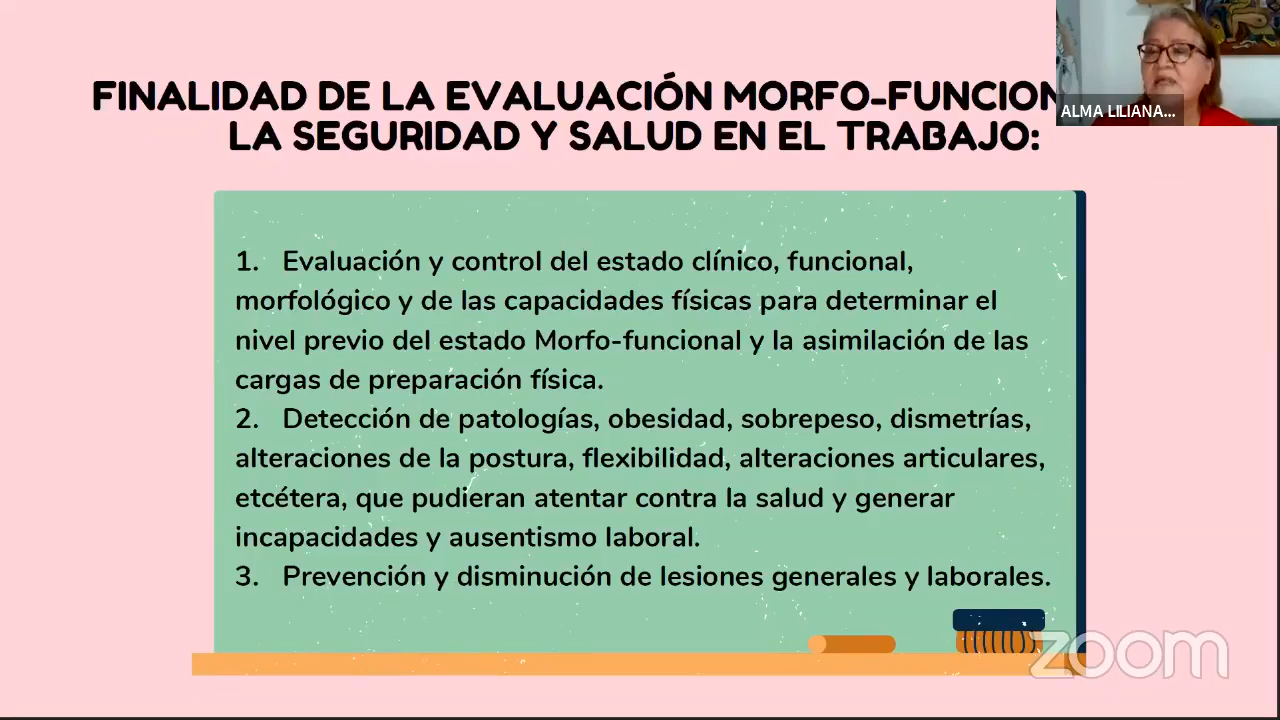 FINALIDAD DE LA EVALUACIÓN MORFO-FUNCION
LA SEGURIDAD Y SALUD EN EL TRABAJO:
ALMA LILIANA...
1. Evaluación y control del estado clínico, funcional,
morfológico y de las capacidades físicas para determinar el
nivel previo del estado Morfo-funcional y la asimilación de las
cargas de preparación física.
2. Detección de patologías, obesidad, sobrepeso, dismetrías,
alteraciones de la postura, flexibilidad, alteraciones articulares,
etcétera, que pudieran atentar contra la salud y generar
incapacidades y ausentismo laboral.
3. Prevención y disminución de lesiones generales y laborales.
zoom